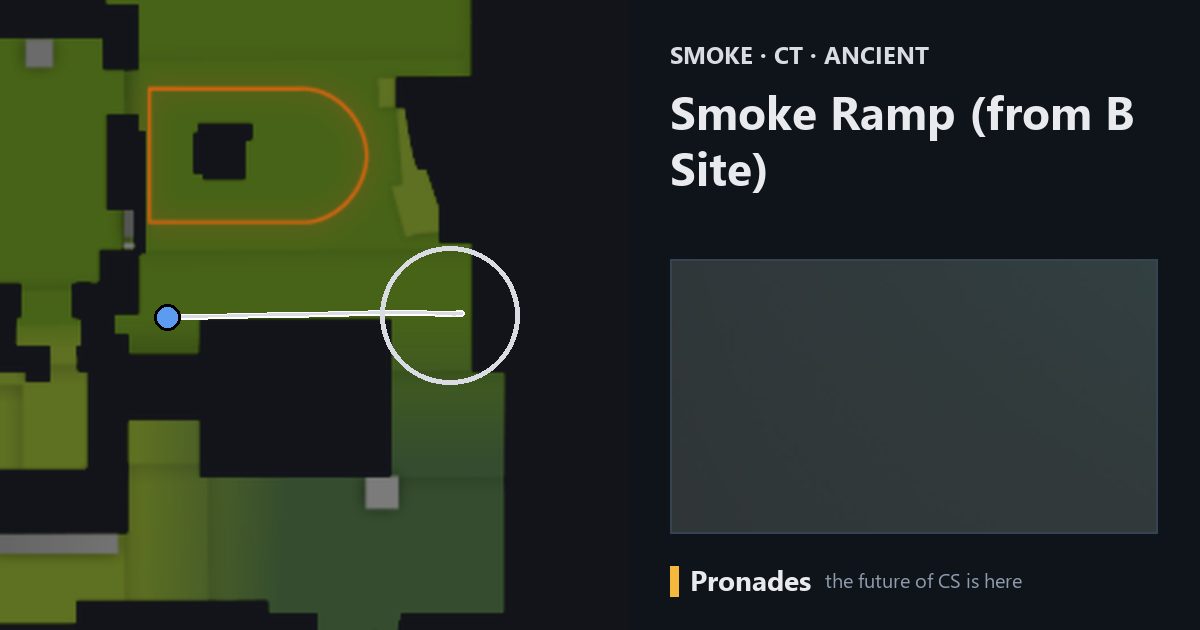 SMOKE · CT · ANCIENT
Smoke Ramp (from B
Site)
Pronades the future of CS is here